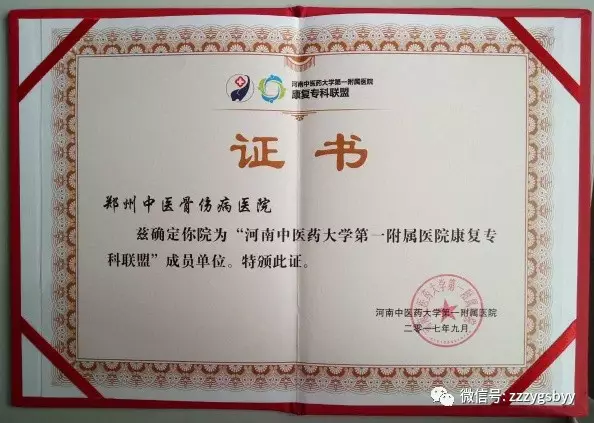 河南中医药大学第一附属医院
康复专科联盟
证书
郑州中医骨伤病医院
兹确定你院为“河南中医药大学第一附属医院康复专
科联盟”成员单位。特颁此证。
河南中医药大学第一附属医院
二〇一七年九月
微信号: zzzygsbyy